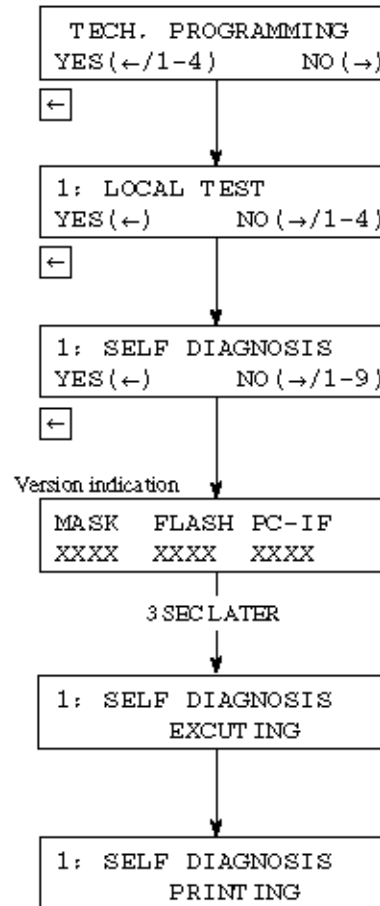 TECH. PROGRAMMING
YES(←/1-4) NO(→)
←
1: LOCAL TEST
YES(←) NO(→/1-4)
←
1: SELF DIAGNOSIS
YES(←) NO(→/1-9)
←
Version indication
MASK FLASH PC-IF
XXXX XXXX XXXX
3 SEC LATER
1: SELF DIAGNOSIS
EXCUTING
1: SELF DIAGNOSIS
PRINTING